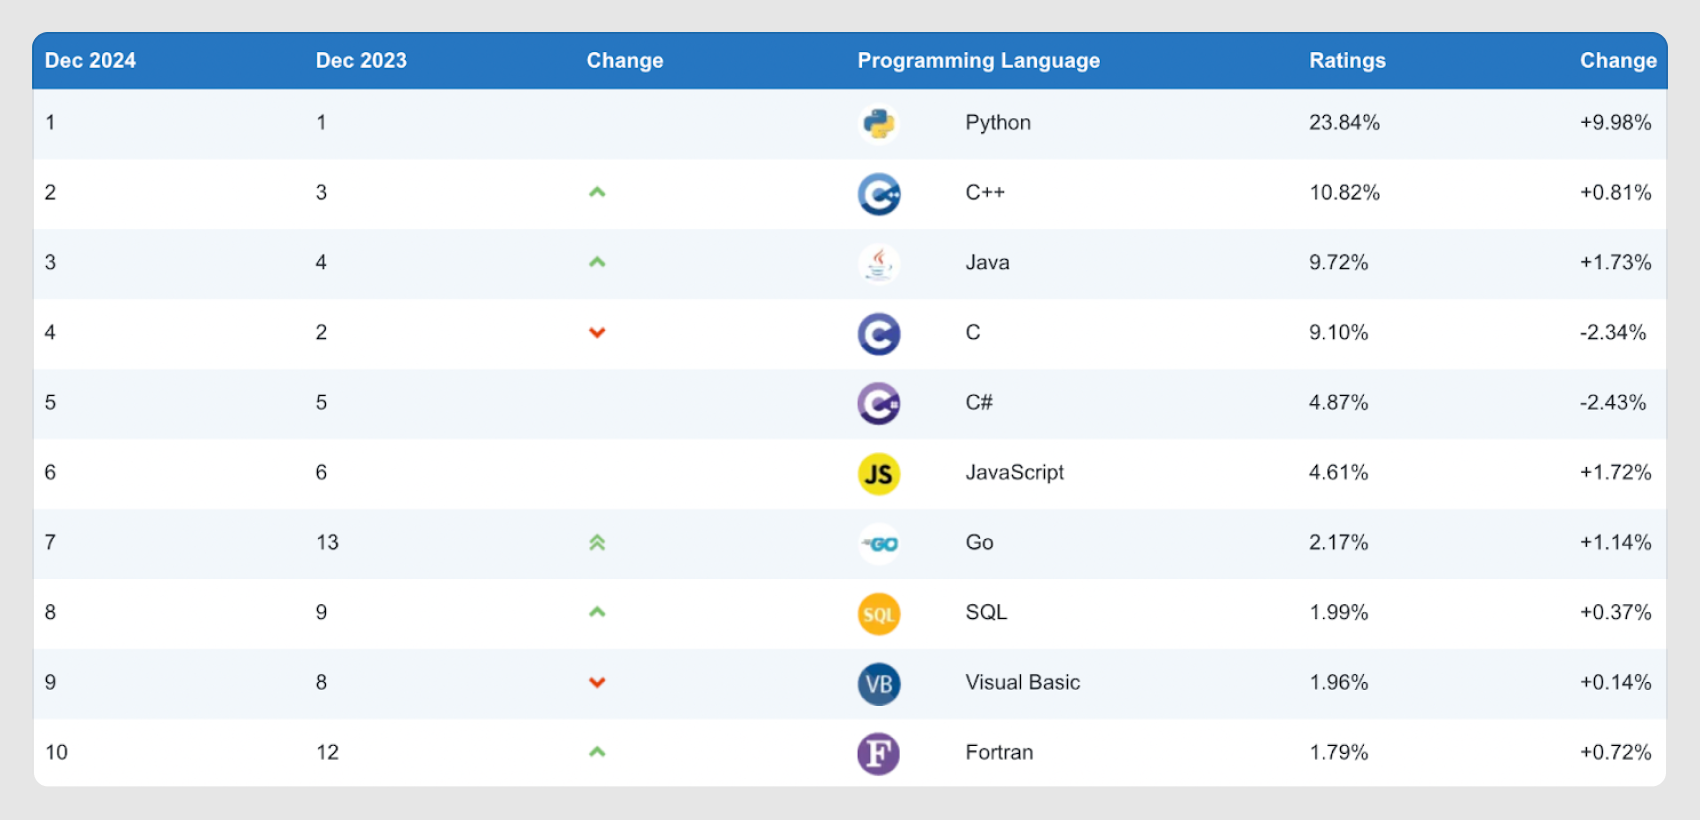 Dec 2024 Dec 2023 Change Programming Language Ratings Change
1 1 Python 23.84% +9.98%
2 3 C++ 10.82% +0.81%
3 4 Java 9.72% +1.73%
4 2 C 9.10% -2.34%
5 5 C# 4.87% -2.43%
6 6 JS JavaScript 4.61% +1.72%
7 13 GO Go 2.17% +1.14%
8 9 SQL SQL 1.99% +0.37%
9 8 VB Visual Basic 1.96% +0.14%
10 12 F Fortran 1.79% +0.72%